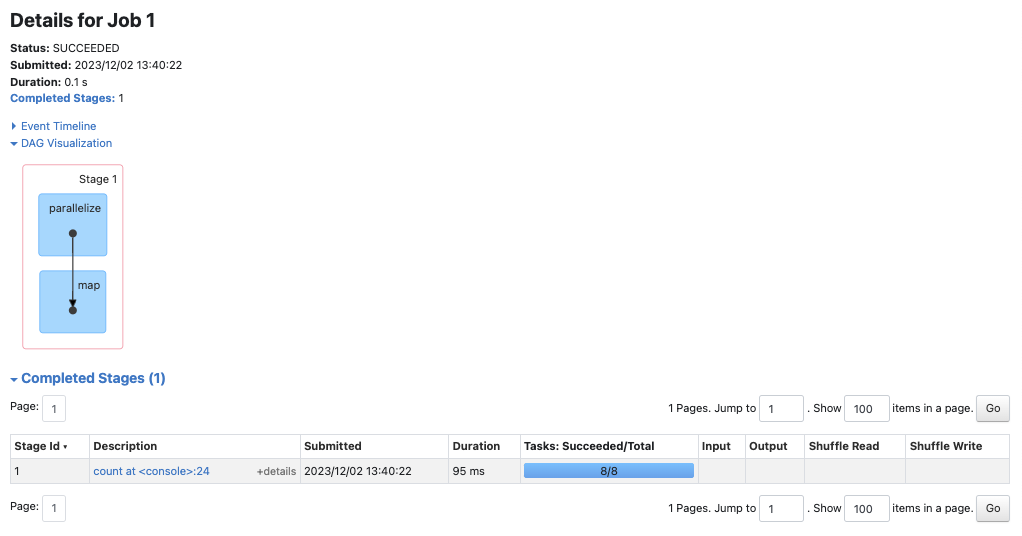 Details for Job 1
Status: SUCCEEDED
Submitted: 2023/12/02 13:40:22
Duration: 0.1 s
Completed Stages: 1
Event Timeline
DAG Visualization
Stage 1
parallelize
map
Completed Stages (1)
Page: 1 1 Pages. Jump to 1 . Show 100 items in a page. Go
Stage Id Description Submitted Duration Tasks: Succeeded/Total Input Output Shuffle Read Shuffle Write
1 count at <console>:24 +details 2023/12/02 13:40:22 95 ms 8/8
Page: 1 1 Pages. Jump to 1 . Show 100 items in a page. Go